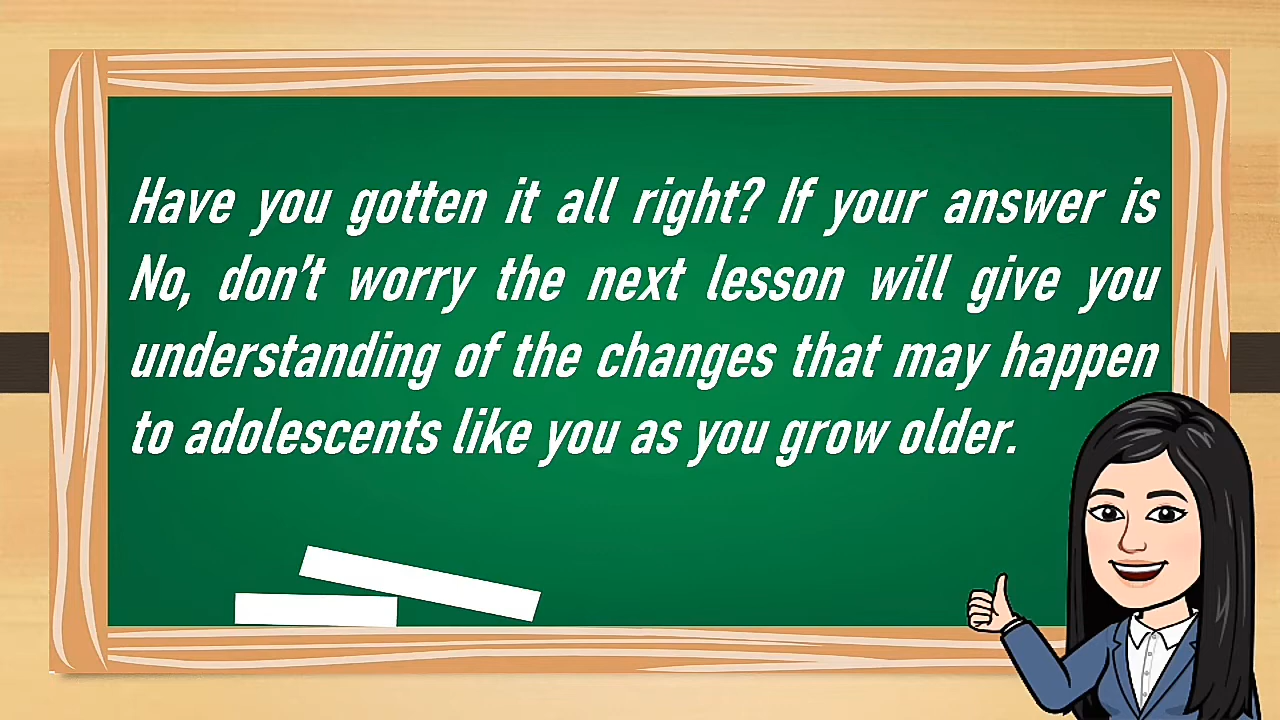 Have you gotten it all right? If your answer is
No, don't worry the next lesson will give you
understanding of the changes that may happen
to adolescents like you as you grow older.